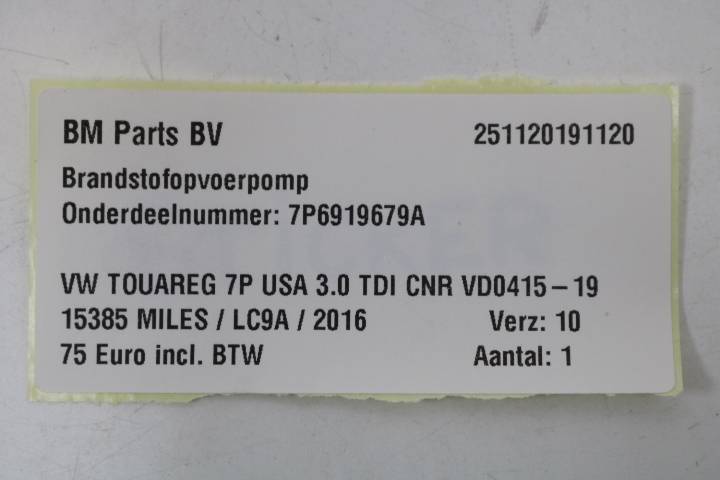 BM Parts BV 251120191120
Brandstofopvoerpomp
Onderdeelnummer: 7P6919679A
VW TOUAREG 7P USA 3.0 TDI CNR VD0415-19
15385 MILES / LC9A / 2016 Verz: 10
75 Euro incl. BTW Aantal: 1